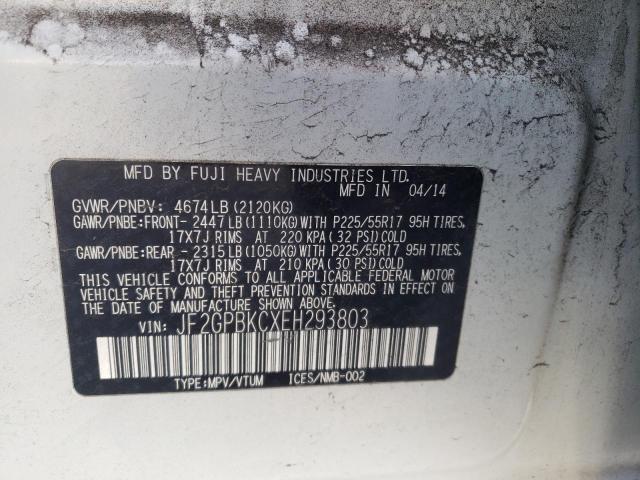 MFD BY FUJI HEAVY INDUSTRIES LTD.
MFD IN 04/14
GVWR/PNBV: 4674LB (2120KG)
GAWR/PNBE:FRONT- 2447LB (1110KG) WITH P225/55R17 95H TIRES,
17X7J RIMS AT 220 KPA (32 PSI) COLD
GAWR/PNBE:REAR - 2315LB (1050KG) WITH P225/55R17 95H TIRES,
17X7J RIMS AT 210 KPA (30 PSI) COLD
THIS VEHICLE CONFORMS TO ALL APPLICABLE FEDERAL MOTOR
VEHICLE SAFETY AND THEFT PREVENTION STANDARDS IN EFFECT ON
THE DATE OF MANUFACTURE SHOWN ABOVE.
VIN: JF2GPBKCXEH293803
TYPE:MPV/VTUM ICES/NMB-002